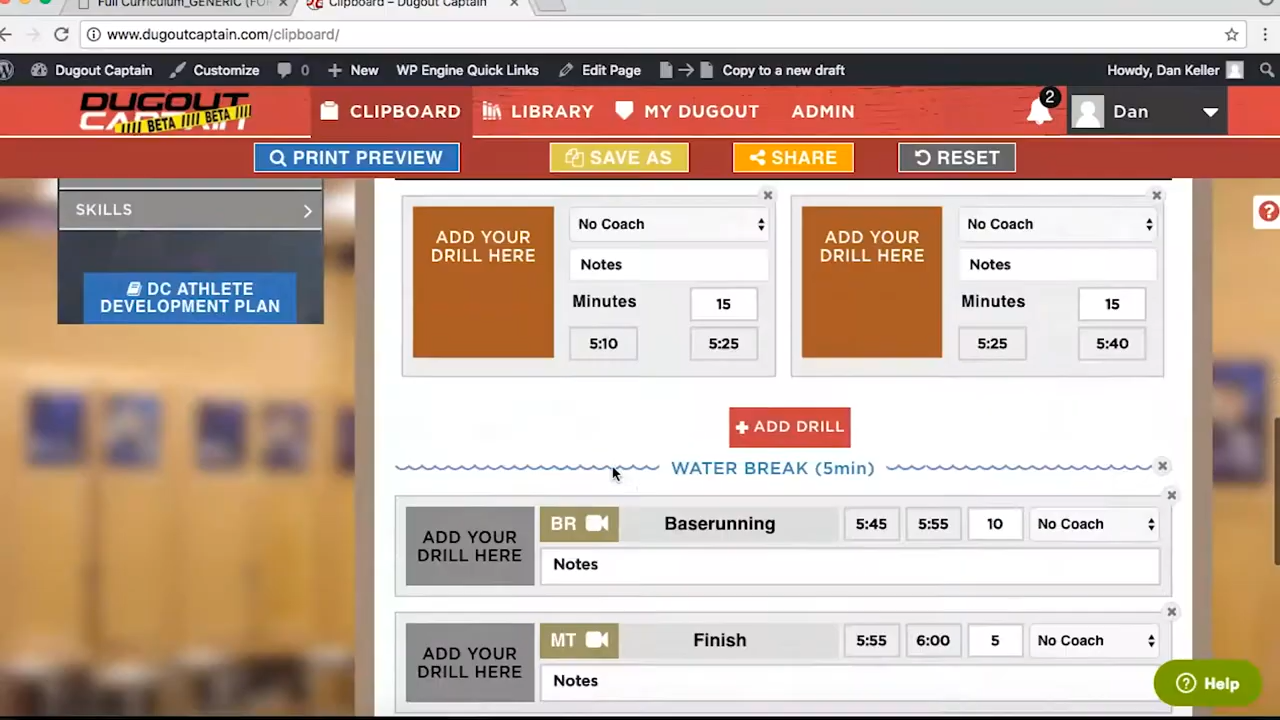 Full Curriculum_GENERIC (FOR
Clipboard – Dugout Captain
www.dugoutcaptain.com/clipboard/
Dugout Captain
Customize
0
New
WP Engine Quick Links
Edit Page
Copy to a new draft
Howdy, Dan Keller
DUGOUT
CAPTAIN
BETA BETA
CLIPBOARD
LIBRARY
MY DUGOUT
ADMIN
2
Dan
PRINT PREVIEW
SAVE AS
SHARE
RESET
SKILLS
DC ATHLETE
DEVELOPMENT PLAN
ADD YOUR
DRILL HERE
No Coach
Notes
Minutes
15
5:10
5:25
ADD YOUR
DRILL HERE
No Coach
Notes
Minutes
15
5:25
5:40
ADD DRILL
WATER BREAK (5min)
ADD YOUR
DRILL HERE
BR
Baserunning
5:45
5:55
10
No Coach
Notes
ADD YOUR
DRILL HERE
MT
Finish
5:55
6:00
5
No Coach
Notes
? Help
?